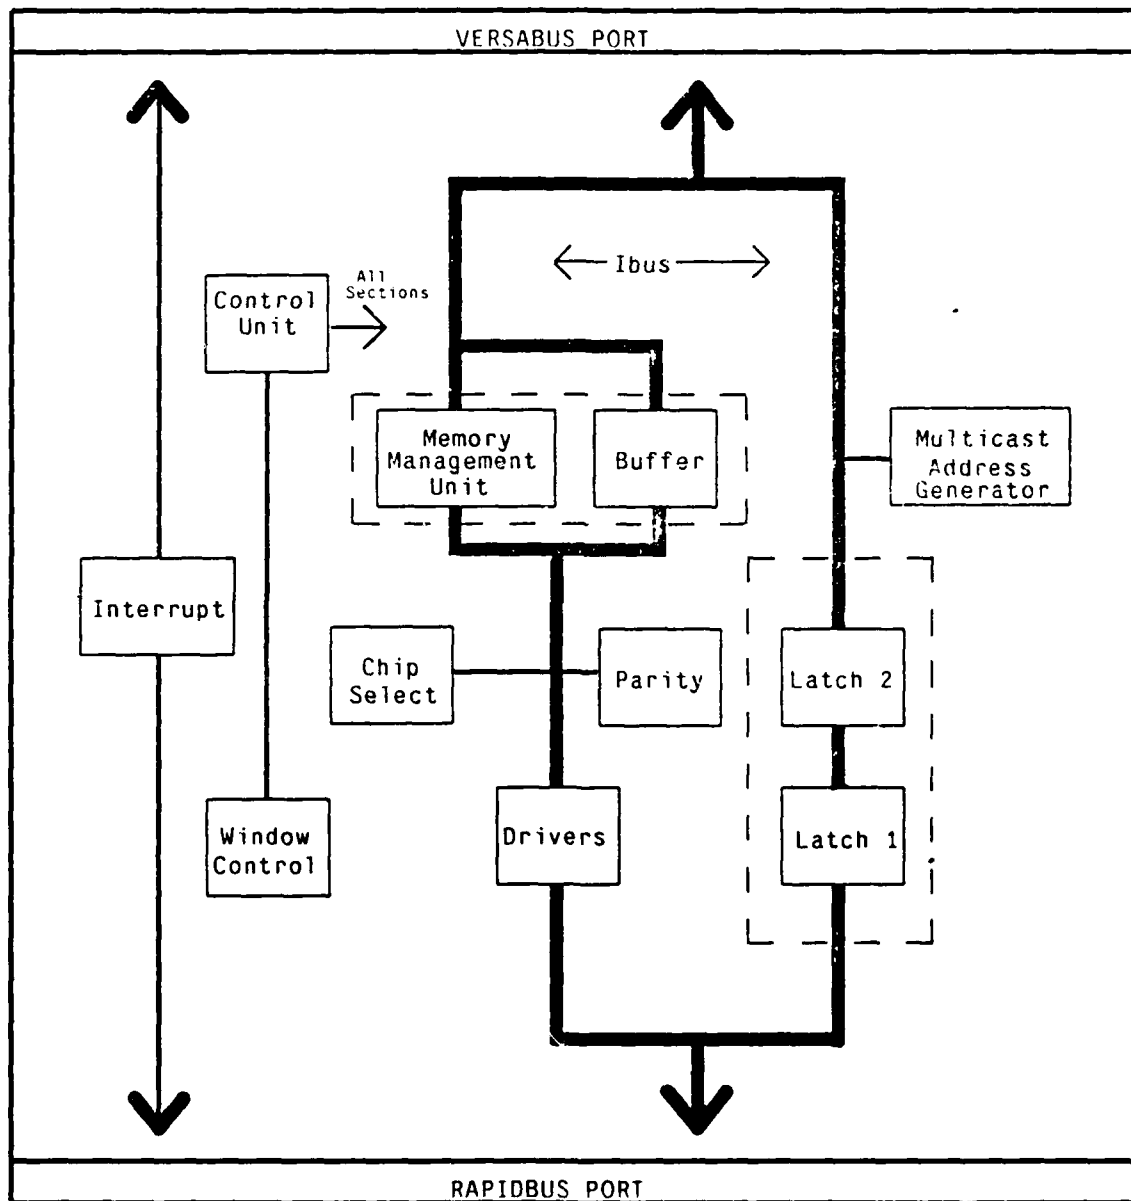 VERSABUS PORT
Ibus
All
Sections
Control
Unit
Memory
Management
Unit
Buffer
Multicast
Address
Generator
Interrupt
Chip
Select
Parity
Latch 2
Window
Control
Drivers
Latch 1
RAPIDBUS PORT